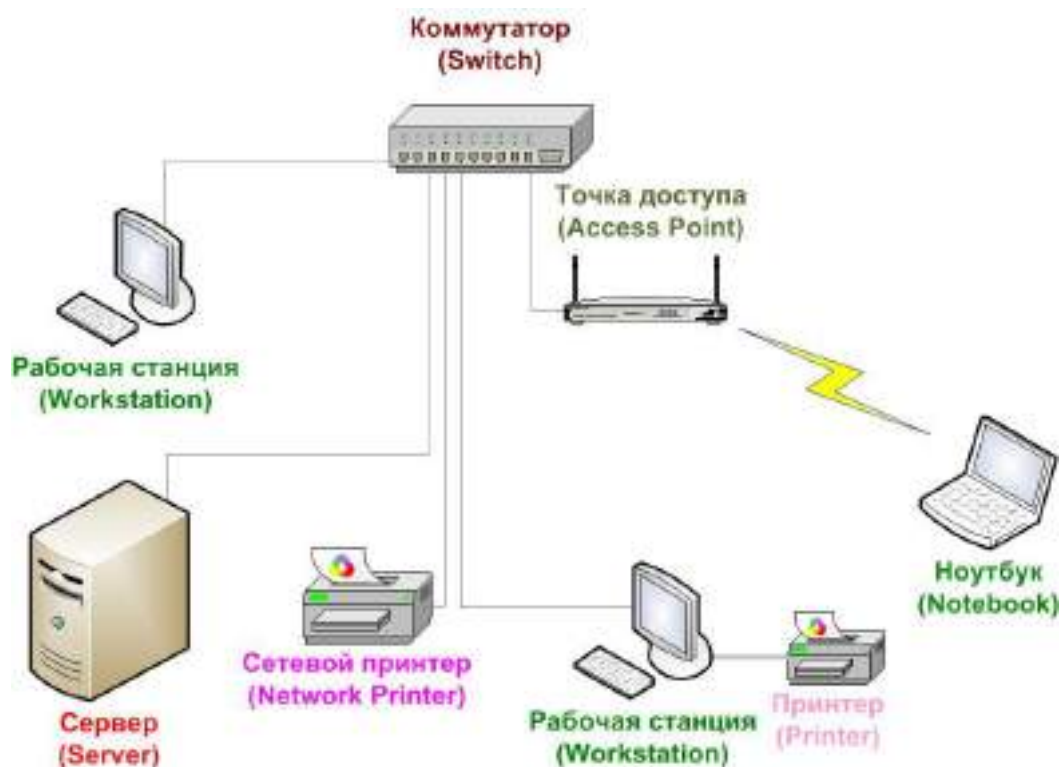 Коммутатор
(Switch)
Точка доступа
(Access Point)
Рабочая станция
(Workstation)
Ноутбук
(Notebook)
Сетевой принтер
(Network Printer)
Сервер
(Server)
Рабочая станция
(Workstation)
Принтер
(Printer)